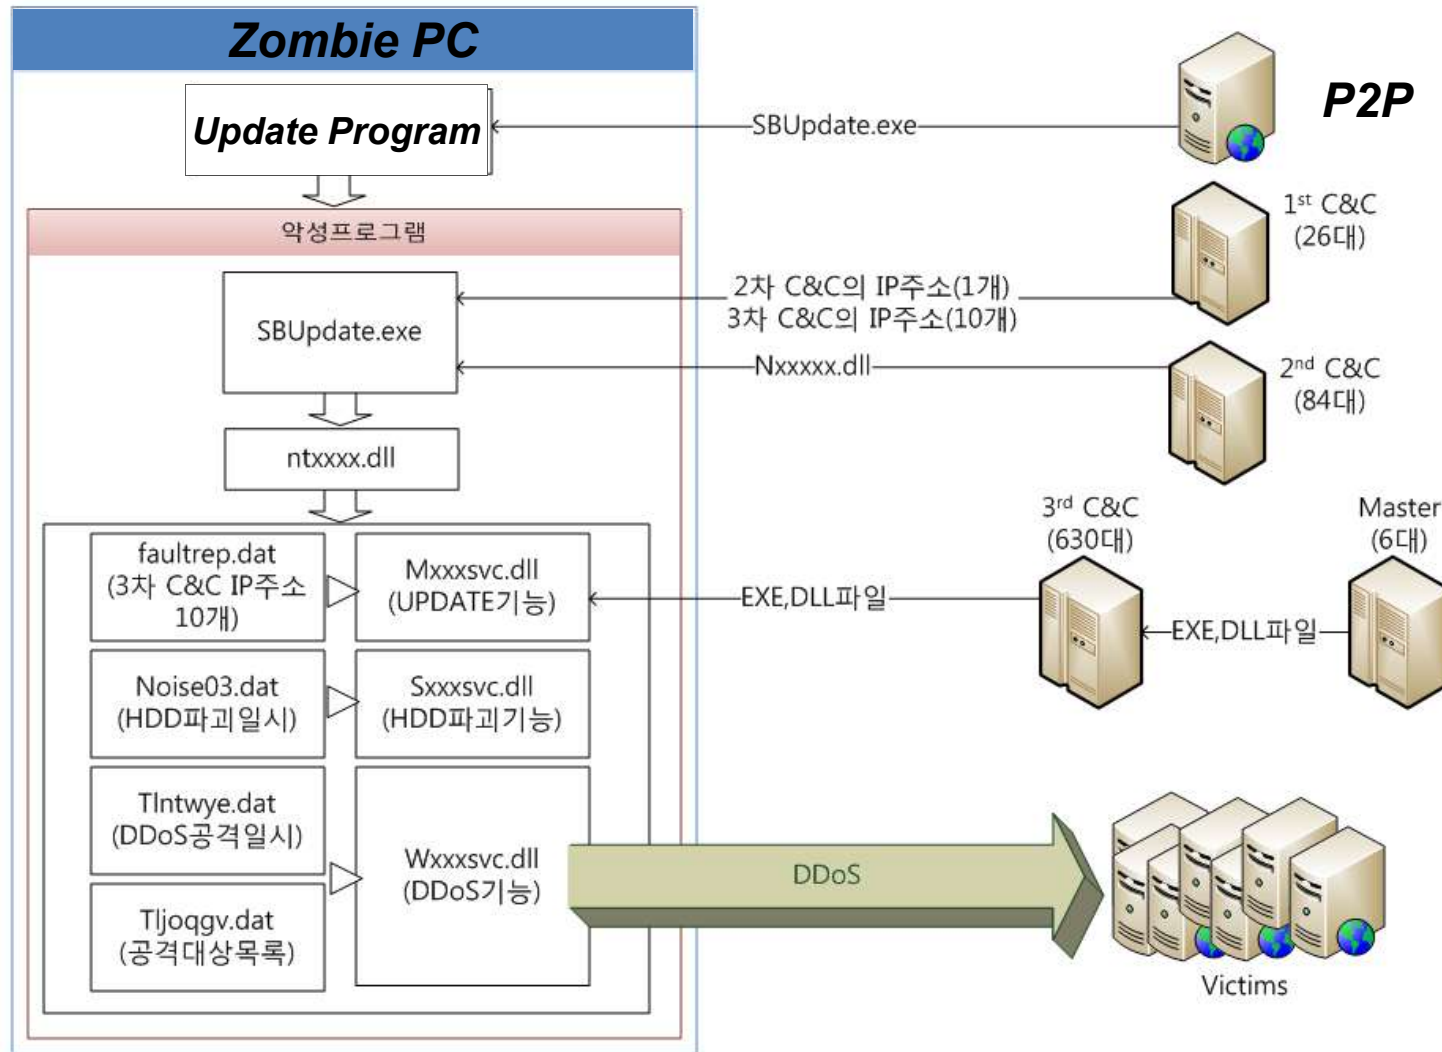 Zombie PC
P2P
Update Program
SBUpdate.exe
1st C&C
(26대)
악성프로그램
2차 C&C의 IP주소(1개)
3차 C&C의 IP주소(10개)
SBUpdate.exe
Nxxxxx.dll
2nd C&C
(84대)
ntxxxx.dll
3rd C&C
(630대)
Master
(6대)
faultrep.dat
(3차 C&C IP주소
10개)
Mxxxsvc.dll
(UPDATE기능)
EXE,DLL파일
EXE,DLL파일
Noise03.dat
(HDD파괴일시)
Sxxxsvc.dll
(HDD파괴기능)
Tlntwye.dat
(DDoS공격일시)
Wxxxsvc.dll
(DDoS기능)
DDoS
Tljoqgv.dat
(공격대상목록)
Victims